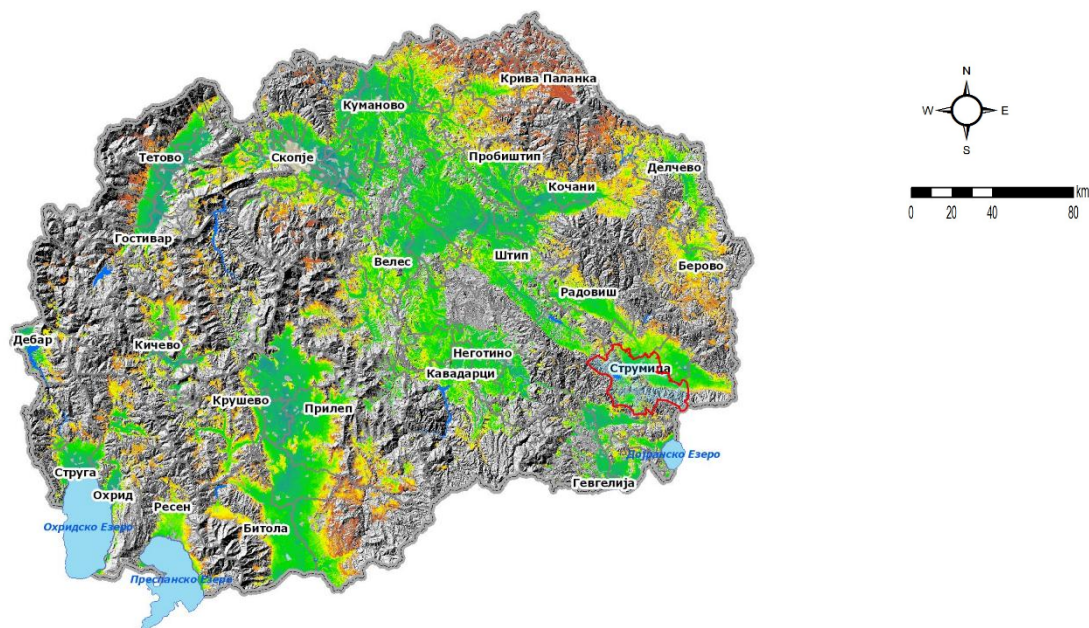 Крива Паланка
Куманово
Тетово
Скопје
Пробиштип
Делчево
Кочани
Гостивар
Велес
Штип
Берово
Радовиш
Дебар
Кичево
Неготино
Струмица
Кавадарци
Крушево
Прилеп
Дојранско Езеро
Струга
Гевгелија
Охрид
Ресен
Охридско Езеро
Битола
Преспанско Езеро
N
W E
S
km
0 20 40 80